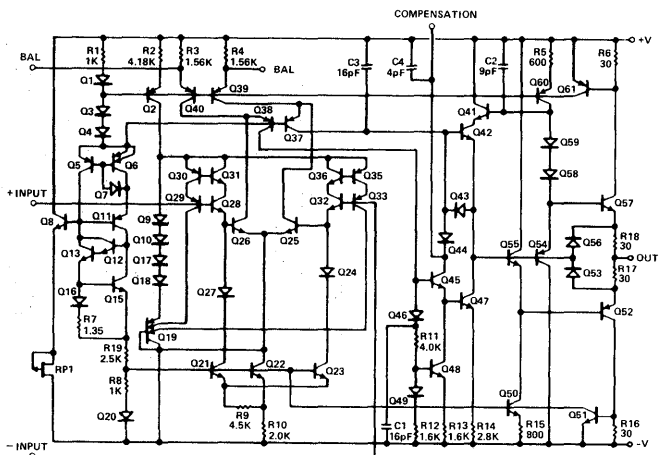 COMPENSATION
+V
R1
1K
R2
4.18K
R3
1.56K
R4
1.56K
C3
16pF
C4
4pF
C2
9pF
R5
600
R6
30
BAL
BAL
Q1
Q2
Q40
Q39
Q60
Q61
Q3
Q4
Q38
Q37
Q41
Q42
Q5
Q6
Q7
Q59
Q58
Q30
Q31
Q36
Q35
+INPUT
Q29
Q28
Q32
Q33
Q43
Q57
Q8
Q11
Q9
Q26
Q25
Q44
Q55
Q54
Q56
R18
30
Q13
Q12
Q10
Q17
Q24
Q45
Q53
OUT
R17
30
Q16
Q15
Q18
Q27
Q47
Q52
R7
1.35
Q46
R11
4.0K
R19
2.5K
Q19
RP1
R8
1K
Q21
Q22
Q23
Q49
Q48
Q50
Q51
Q20
R9
4.5K
R10
2.0K
C1
16pF
R12
1.6K
R13
1.6K
R14
2.8K
R15
800
R16
30
-V
-INPUT